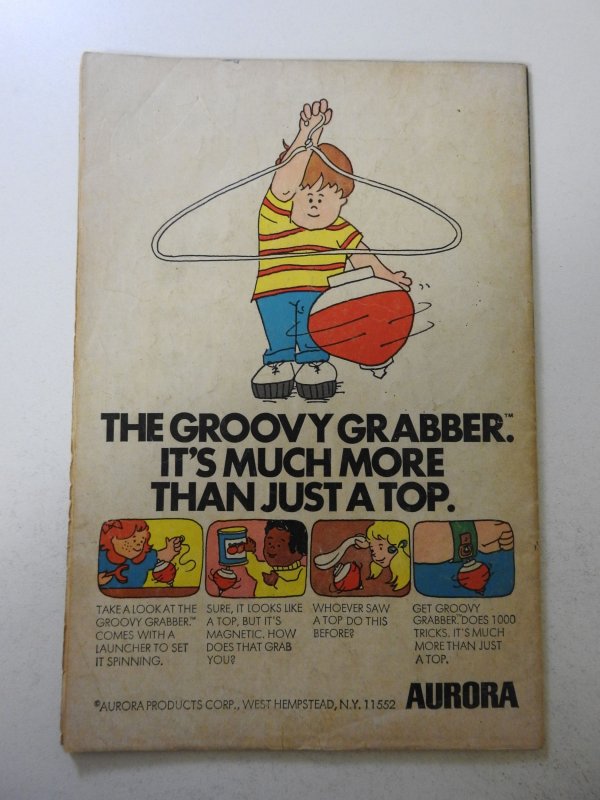 THE GROOVY GRABBER.™
IT'S MUCH MORE
THAN JUST A TOP.
TAKE A LOOK AT THE
GROOVY GRABBER.™
COMES WITH A
LAUNCHER TO SET
IT SPINNING.
SURE, IT LOOKS LIKE
A TOP, BUT IT'S
MAGNETIC. HOW
DOES THAT GRAB
YOU?
WHOEVER SAW
A TOP DO THIS
BEFORE?
GET GROOVY
GRABBER.™ DOES 1000
TRICKS. IT'S MUCH
MORE THAN JUST
A TOP.
©AURORA PRODUCTS CORP., WEST HEMPSTEAD, N.Y. 11552
AURORA